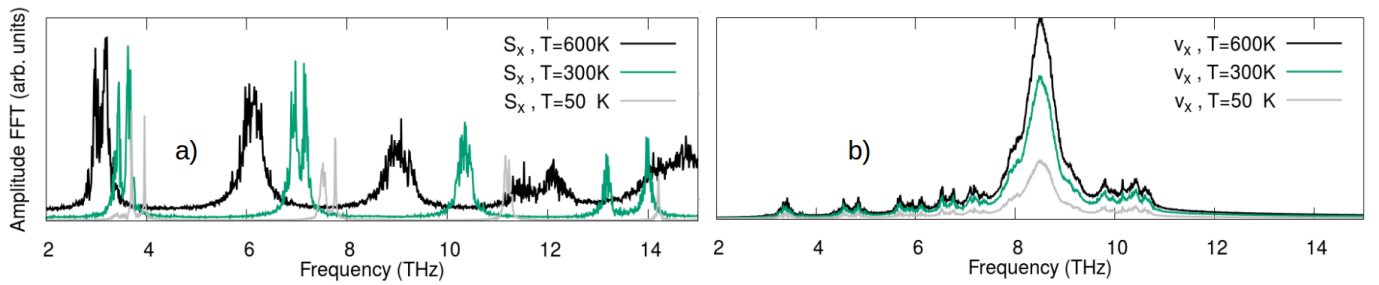 Amplitude FFT (arb. units)
Sx , T=600K
Sx , T=300K
Sx , T=50 K
a)
2 4 6 8 10 12 14
Frequency (THz)
vx , T=600K
vx , T=300K
vx , T=50 K
b)
2 4 6 8 10 12 14
Frequency (THz)